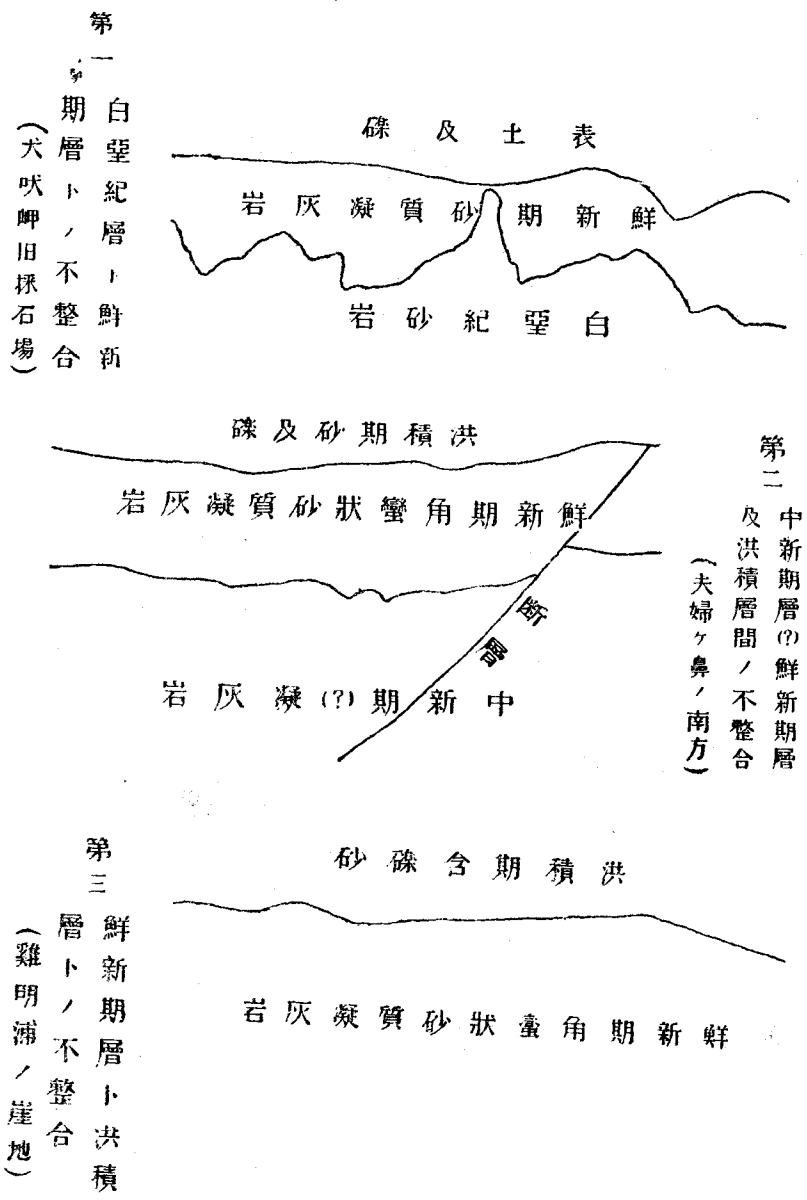 第一
白堊紀層ト鮮新
期層トノ不整合
(犬吠岬旧採石場)
表土及礫
鮮新期砂質凝灰岩
白堊紀砂岩
第二
中新期層(?)鮮新期層
及洪積層間ノ不整合
(夫婦ヶ鼻ノ南方)
洪積期砂及礫
鮮新期角蠻狀砂質凝灰岩
断層
中新期(?)凝灰岩
第三
鮮新期層ト洪積
層トノ不整合
(雞明浦ノ崖地)
洪積期含礫砂
鮮新期角蠻狀砂質凝灰岩